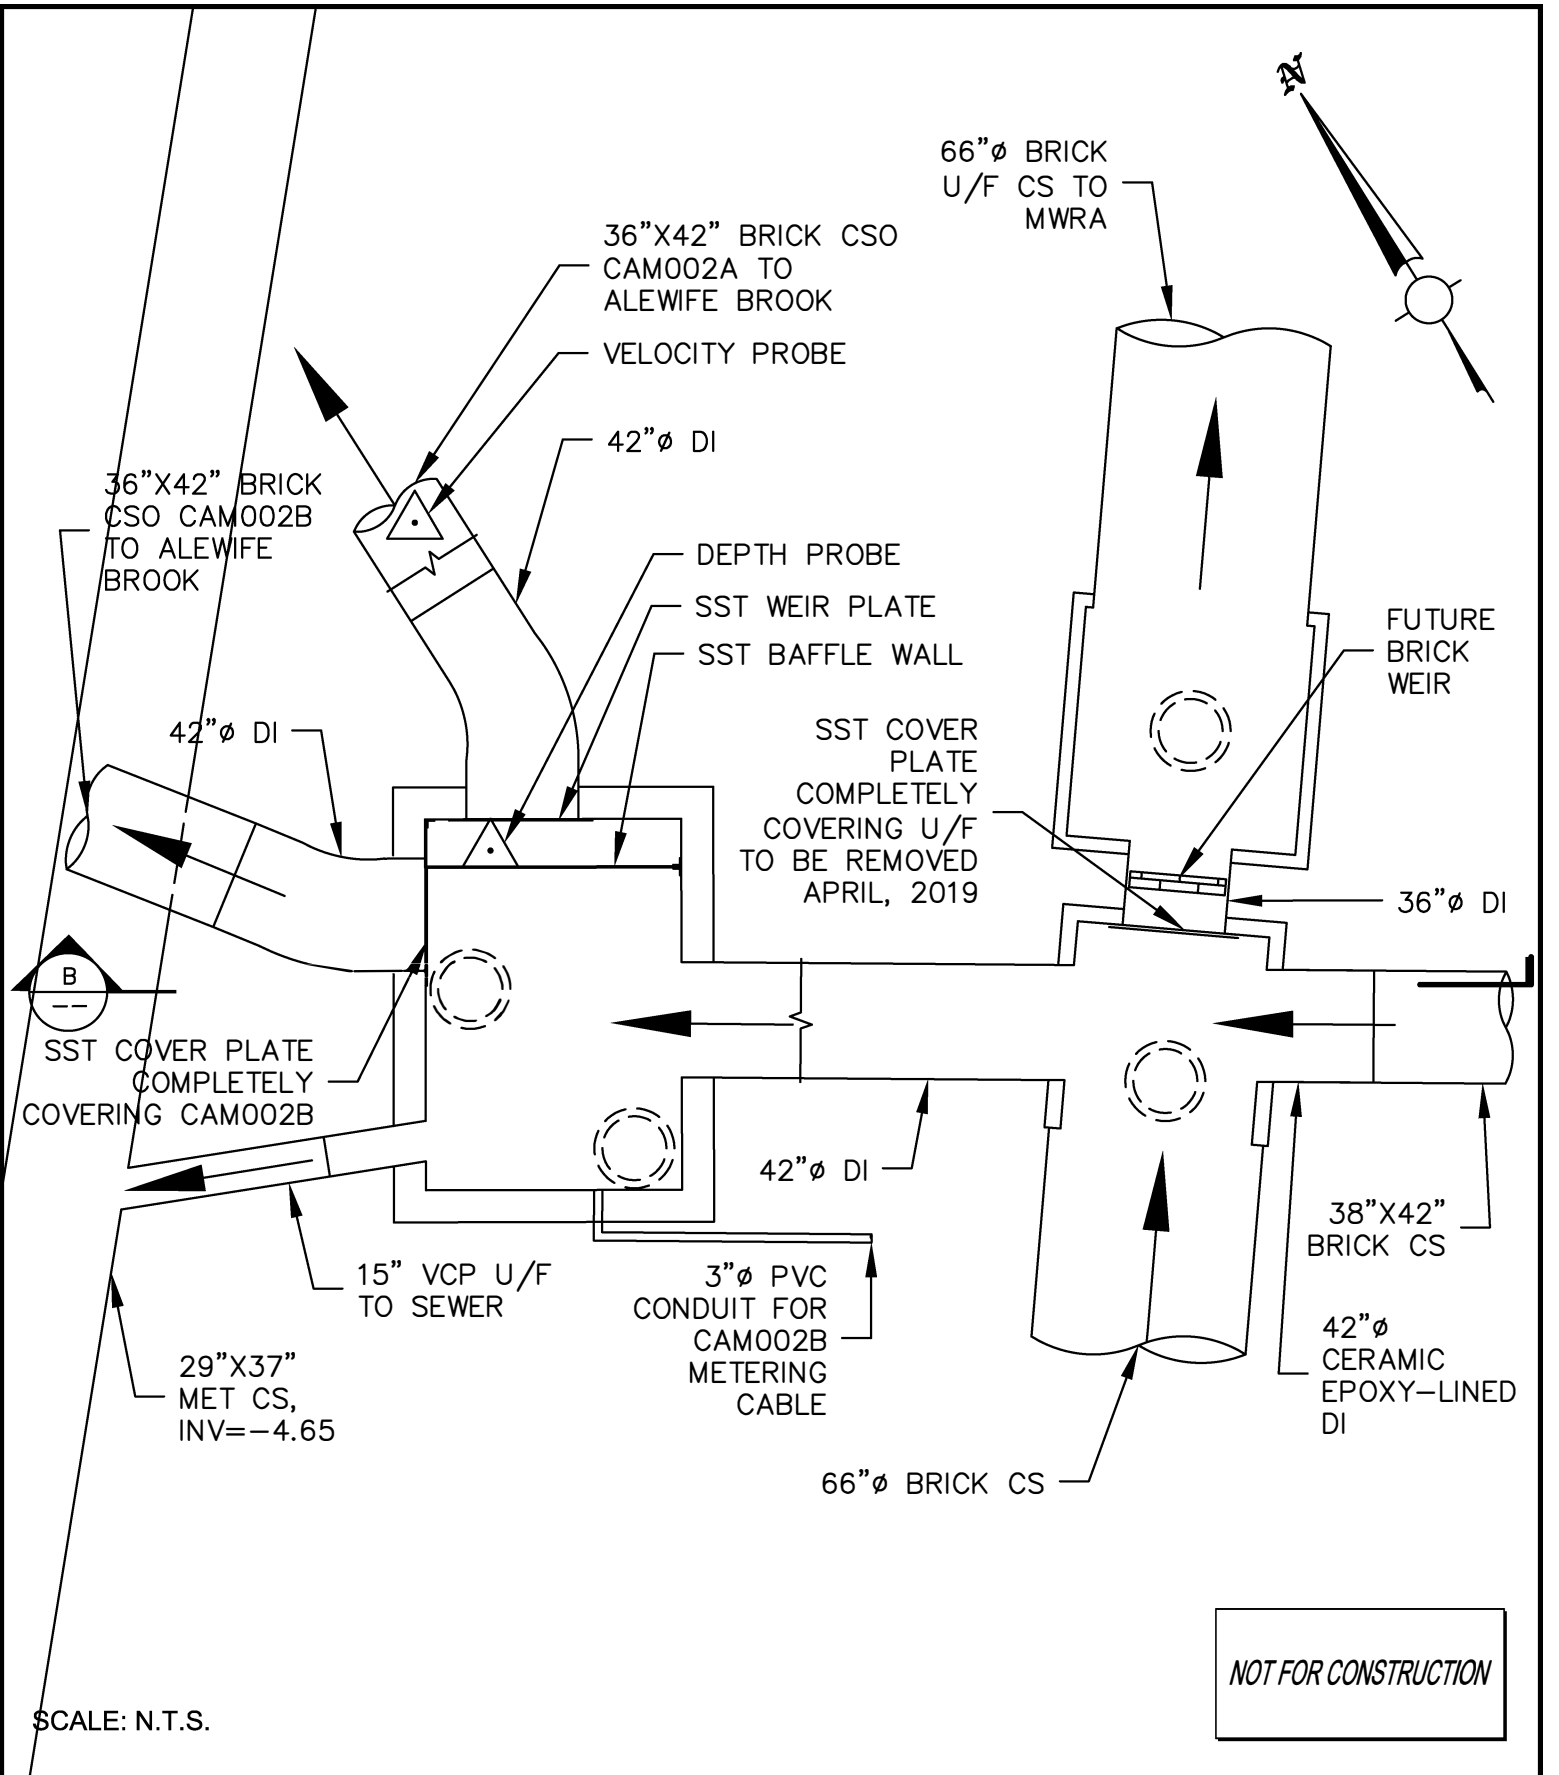 N
66"ø BRICK
U/F CS TO
MWRA
36"X42" BRICK CSO
CAM002A TO
ALEWIFE BROOK
VELOCITY PROBE
42"ø DI
36"X42" BRICK
CSO CAM002B
TO ALEWIFE
BROOK
DEPTH PROBE
SST WEIR PLATE
SST BAFFLE WALL
FUTURE
BRICK
WEIR
42"ø DI
SST COVER
PLATE
COMPLETELY
COVERING U/F
TO BE REMOVED
APRIL, 2019
36"ø DI
B
--
SST COVER PLATE
COMPLETELY
COVERING CAM002B
42"ø DI
38"X42"
BRICK CS
15" VCP U/F
TO SEWER
3"ø PVC
CONDUIT FOR
CAM002B
METERING
CABLE
42"ø
CERAMIC
EPOXY-LINED
DI
29"X37"
MET CS,
INV=-4.65
66"ø BRICK CS
NOT FOR CONSTRUCTION
SCALE: N.T.S.